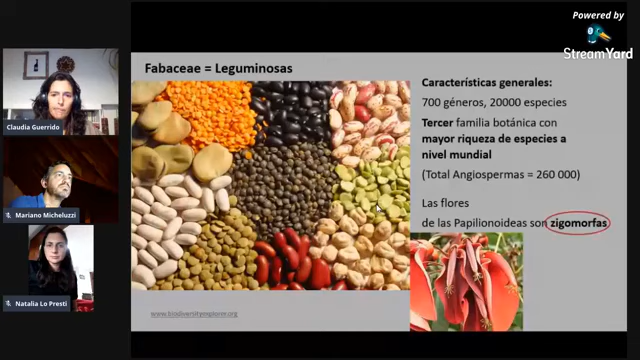 Powered by
StreamYard
Fabaceae = Leguminosas
Características generales:
700 géneros, 20000 especies
Tercer familia botánica con
mayor riqueza de especies a
nivel mundial
(Total Angiospermas = 260 000)
Las flores
de las Papilionoideas son zigomorfas
www.biodiversityexplorer.org
Claudia Guerrido
Mariano Micheluzzi
Natalia Lo Presti